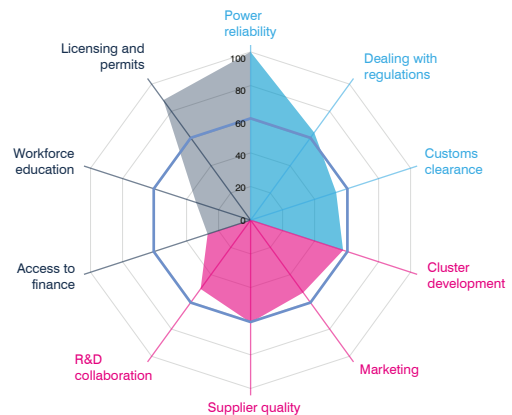 Power
reliability
Licensing and
permits
Dealing with
regulations
100
80
60
40
20
0
Workforce
education
Customs
clearance
Access to
finance
Cluster
development
R&D
collaboration
Marketing
Supplier quality